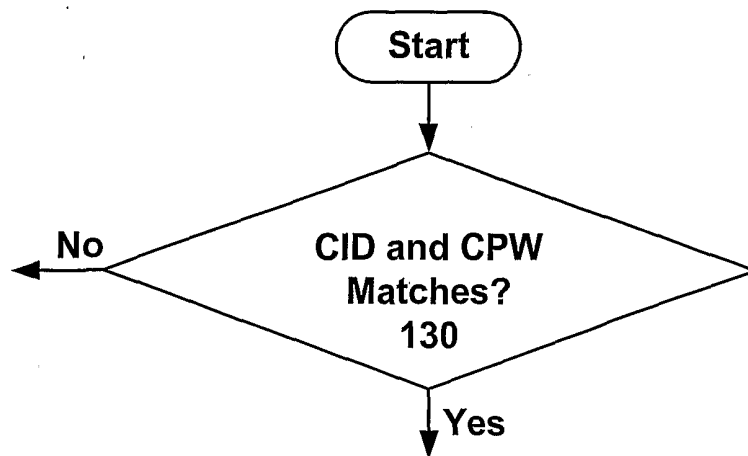 Start
No
CID and CPW
Matches?
130
Yes